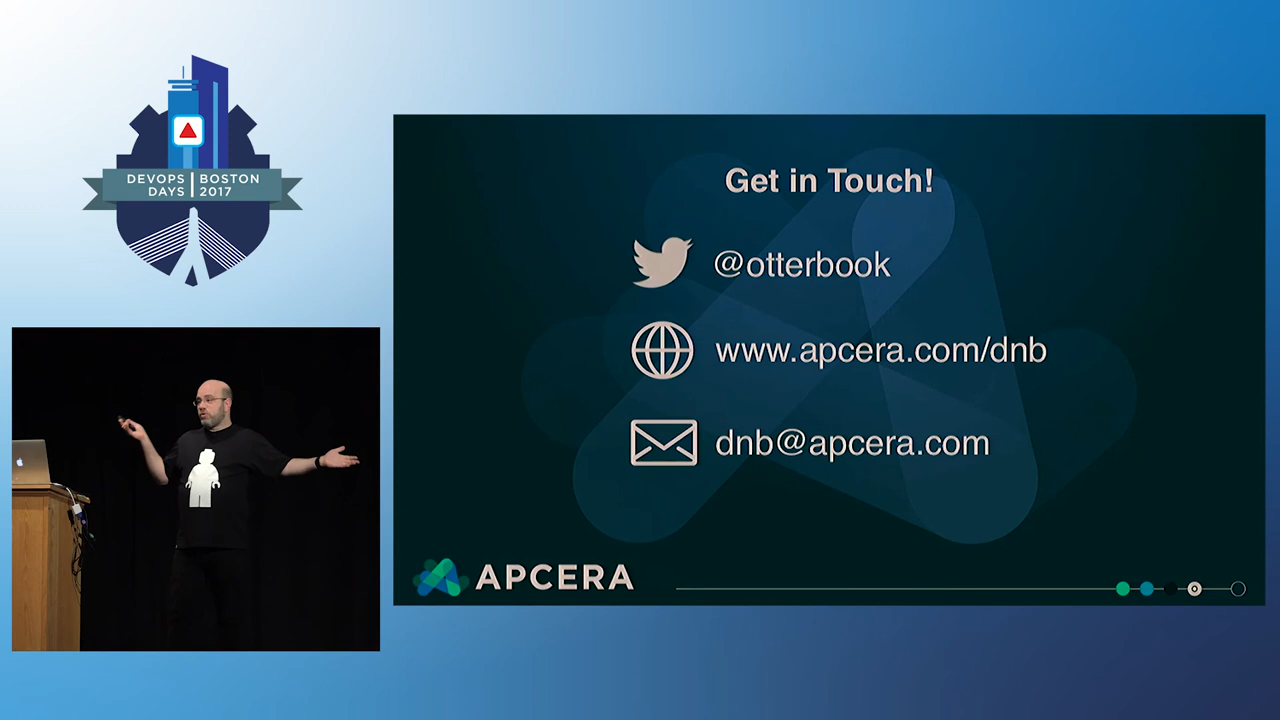 DEVOPS BOSTON
DAYS 2017
Get in Touch!
@otterbook
www.apcera.com/dnb
dnb@apcera.com
APCERA